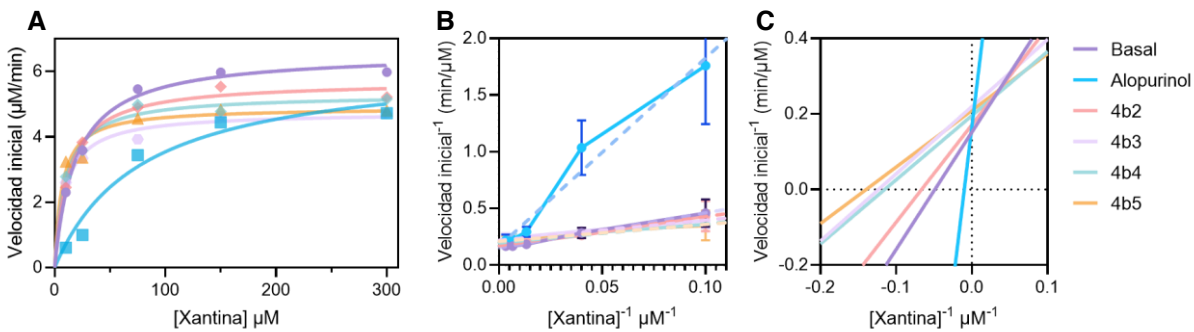 A
Velocidad inicial (µM/min)
6
4
2
0
0
100
200
300
[Xantina] µM
B
Velocidad inicial⁻¹ (min/µM)
2.0
1.5
1.0
0.5
0.0
0.00
0.05
0.10
[Xantina]⁻¹ µM⁻¹
C
Velocidad inicial⁻¹ (min/µM)
0.4
0.2
0.0
-0.2
-0.2
-0.1
0.0
0.1
[Xantina]⁻¹ µM⁻¹
Basal
Alopurinol
4b2
4b3
4b4
4b5